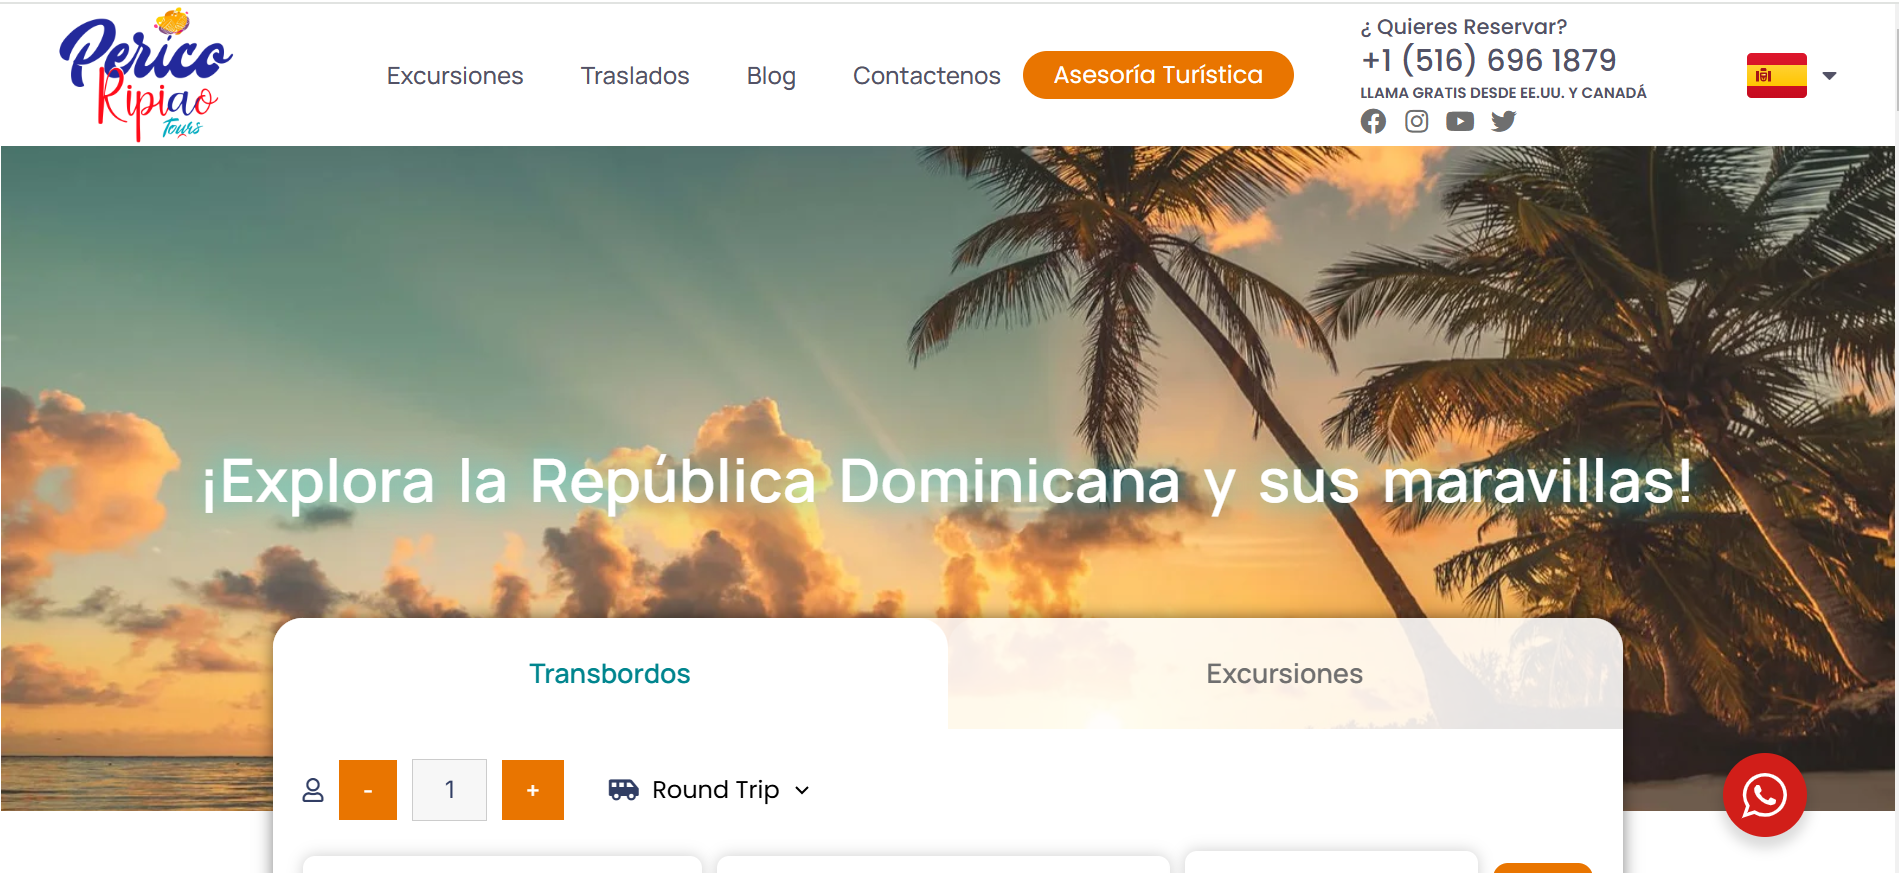 Perico
Ripiao
Tours
Excursiones
Traslados
Blog
Contactenos
Asesoría Turística
¿ Quieres Reservar?
+1 (516) 696 1879
LLAMA GRATIS DESDE EE.UU. Y CANADÁ
¡Explora la República Dominicana y sus maravillas!
Transbordos
Excursiones
- 1 +
Round Trip